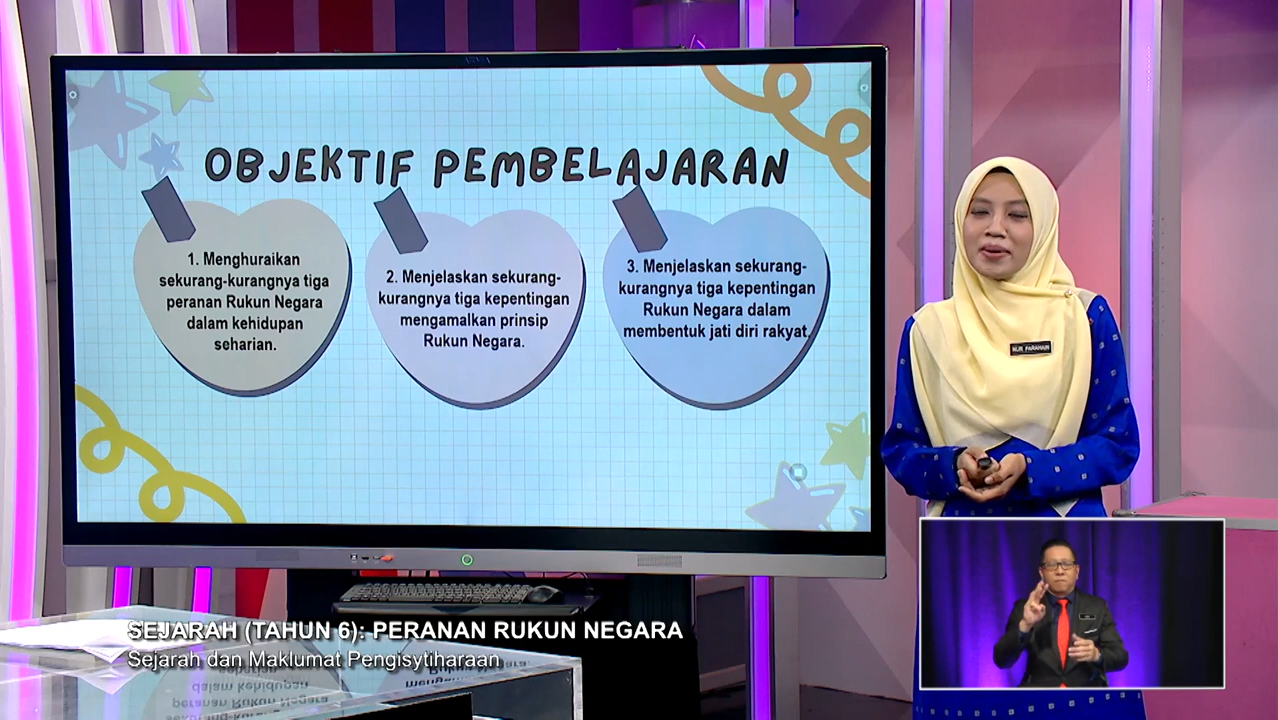 OBJEKTIF PEMBELAJARAN
1. Menghuraikan
sekurang-kurangnya tiga
peranan Rukun Negara
dalam kehidupan
seharian.
2. Menjelaskan sekurang-
kurangnya tiga kepentingan
mengamalkan prinsip
Rukun Negara.
3. Menjelaskan sekurang-
kurangnya tiga kepentingan
Rukun Negara dalam
membentuk jati diri rakyat.
NUR FARAHAIN
SEJARAH (TAHUN 6): PERANAN RUKUN NEGARA
Sejarah dan Maklumat Pengisytiharaan